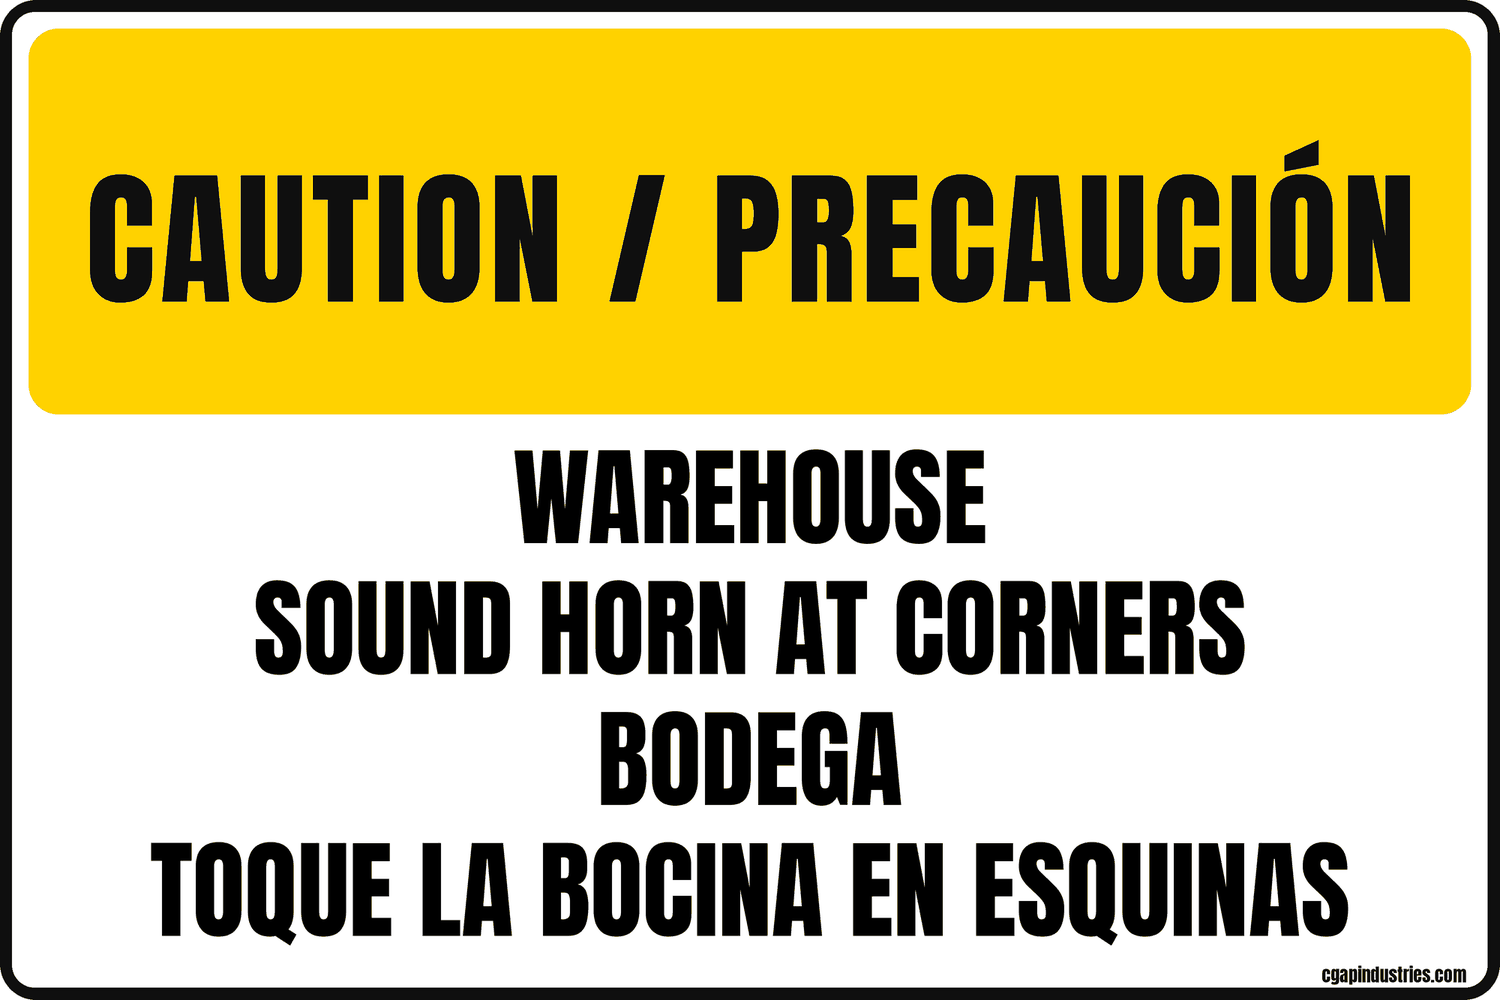 CAUTION / PRECAUCIÓN
WAREHOUSE
SOUND HORN AT CORNERS
BODEGA
TOQUE LA BOCINA EN ESQUINAS
cgapindustries.com